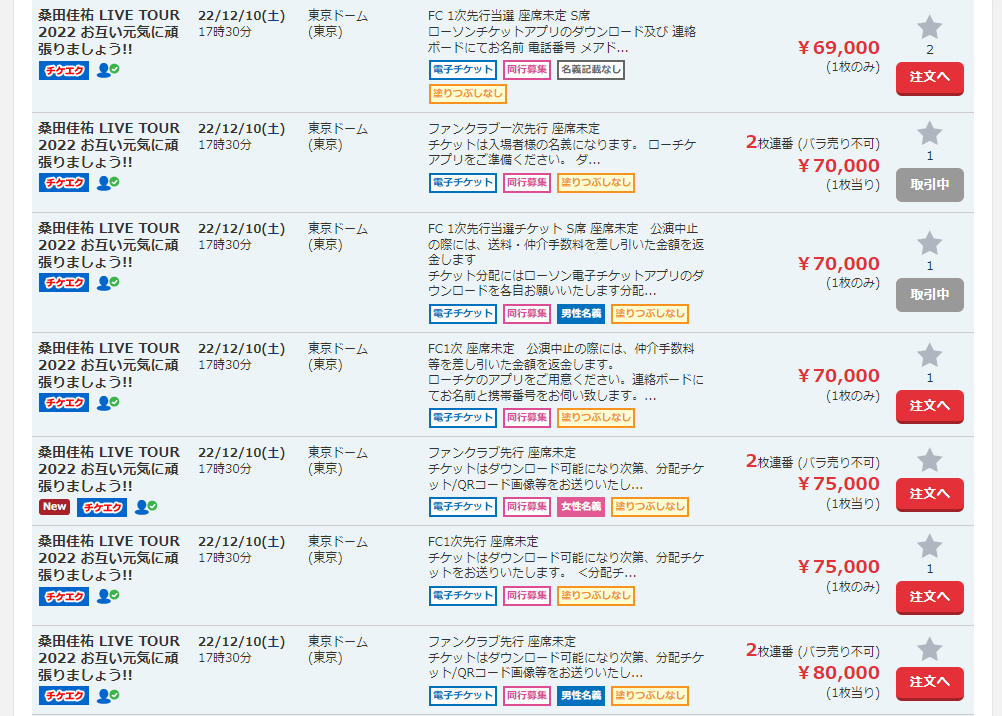 桑田佳祐 LIVE TOUR
2022 お互い元気に頑
張りましょう!!
チケエク
22/12/10(土)
17時30分
東京ドーム
(東京)
FC 1次先行当選 座席未定 S席
ローソンチケットアプリのダウンロード及び 連絡
ボードにてお名前 電話番号 メアド...
電子チケット 同行募集 名義記載なし
塗りつぶしなし
¥69,000
(1枚のみ)
2
注文へ
桑田佳祐 LIVE TOUR
2022 お互い元気に頑
張りましょう!!
チケエク
22/12/10(土)
17時30分
東京ドーム
(東京)
ファンクラブ一次先行 座席未定
チケットは入場者様の名義になります。 ローチケ
アプリをご準備ください。 ダ...
電子チケット 同行募集 塗りつぶしなし
2枚連番 (バラ売り不可)
¥70,000
(1枚当り)
1
取引中
桑田佳祐 LIVE TOUR
2022 お互い元気に頑
張りましょう!!
チケエク
22/12/10(土)
17時30分
東京ドーム
(東京)
FC 1次先行当選チケット S席 座席未定 公演中止
の際には、送料・仲介手数料を差し引いた金額を返
金します
チケット分配にはローソン電子チケットアプリのダ
ウンロードを各自お願いいたします分配...
電子チケット 同行募集 男性名義 塗りつぶしなし
¥70,000
(1枚のみ)
1
取引中
桑田佳祐 LIVE TOUR
2022 お互い元気に頑
張りましょう!!
チケエク
22/12/10(土)
17時30分
東京ドーム
(東京)
FC1次 座席未定 公演中止の際には、仲介手数料
等を差し引いた金額を返金します。
ローチケのアプリをご用意ください。連絡ボードに
てお名前と携帯番号をお伺い致します。...
電子チケット 同行募集 塗りつぶしなし
¥70,000
(1枚のみ)
1
注文へ
桑田佳祐 LIVE TOUR
2022 お互い元気に頑
張りましょう!!
New チケエク
22/12/10(土)
17時30分
東京ドーム
(東京)
ファンクラブ先行 座席未定
チケットはダウンロード可能になり次第、分配チケ
ット/QRコード画像等をお送りいたし...
電子チケット 同行募集 女性名義 塗りつぶしなし
2枚連番 (バラ売り不可)
¥75,000
(1枚当り)
注文へ
桑田佳祐 LIVE TOUR
2022 お互い元気に頑
張りましょう!!
チケエク
22/12/10(土)
17時30分
東京ドーム
(東京)
FC1次先行 座席未定
チケットはダウンロード可能になり次第、分配チケ
ットをお送りいたします。 <分配チ...
電子チケット 同行募集 塗りつぶしなし
¥75,000
(1枚のみ)
1
注文へ
桑田佳祐 LIVE TOUR
2022 お互い元気に頑
張りましょう!!
チケエク
22/12/10(土)
17時30分
東京ドーム
(東京)
ファンクラブ先行 座席未定
チケットはダウンロード可能になり次第、分配チケ
ット/QRコード画像等をお送りいたし...
電子チケット 同行募集 男性名義 塗りつぶしなし
2枚連番 (バラ売り不可)
¥80,000
(1枚当り)
注文へ